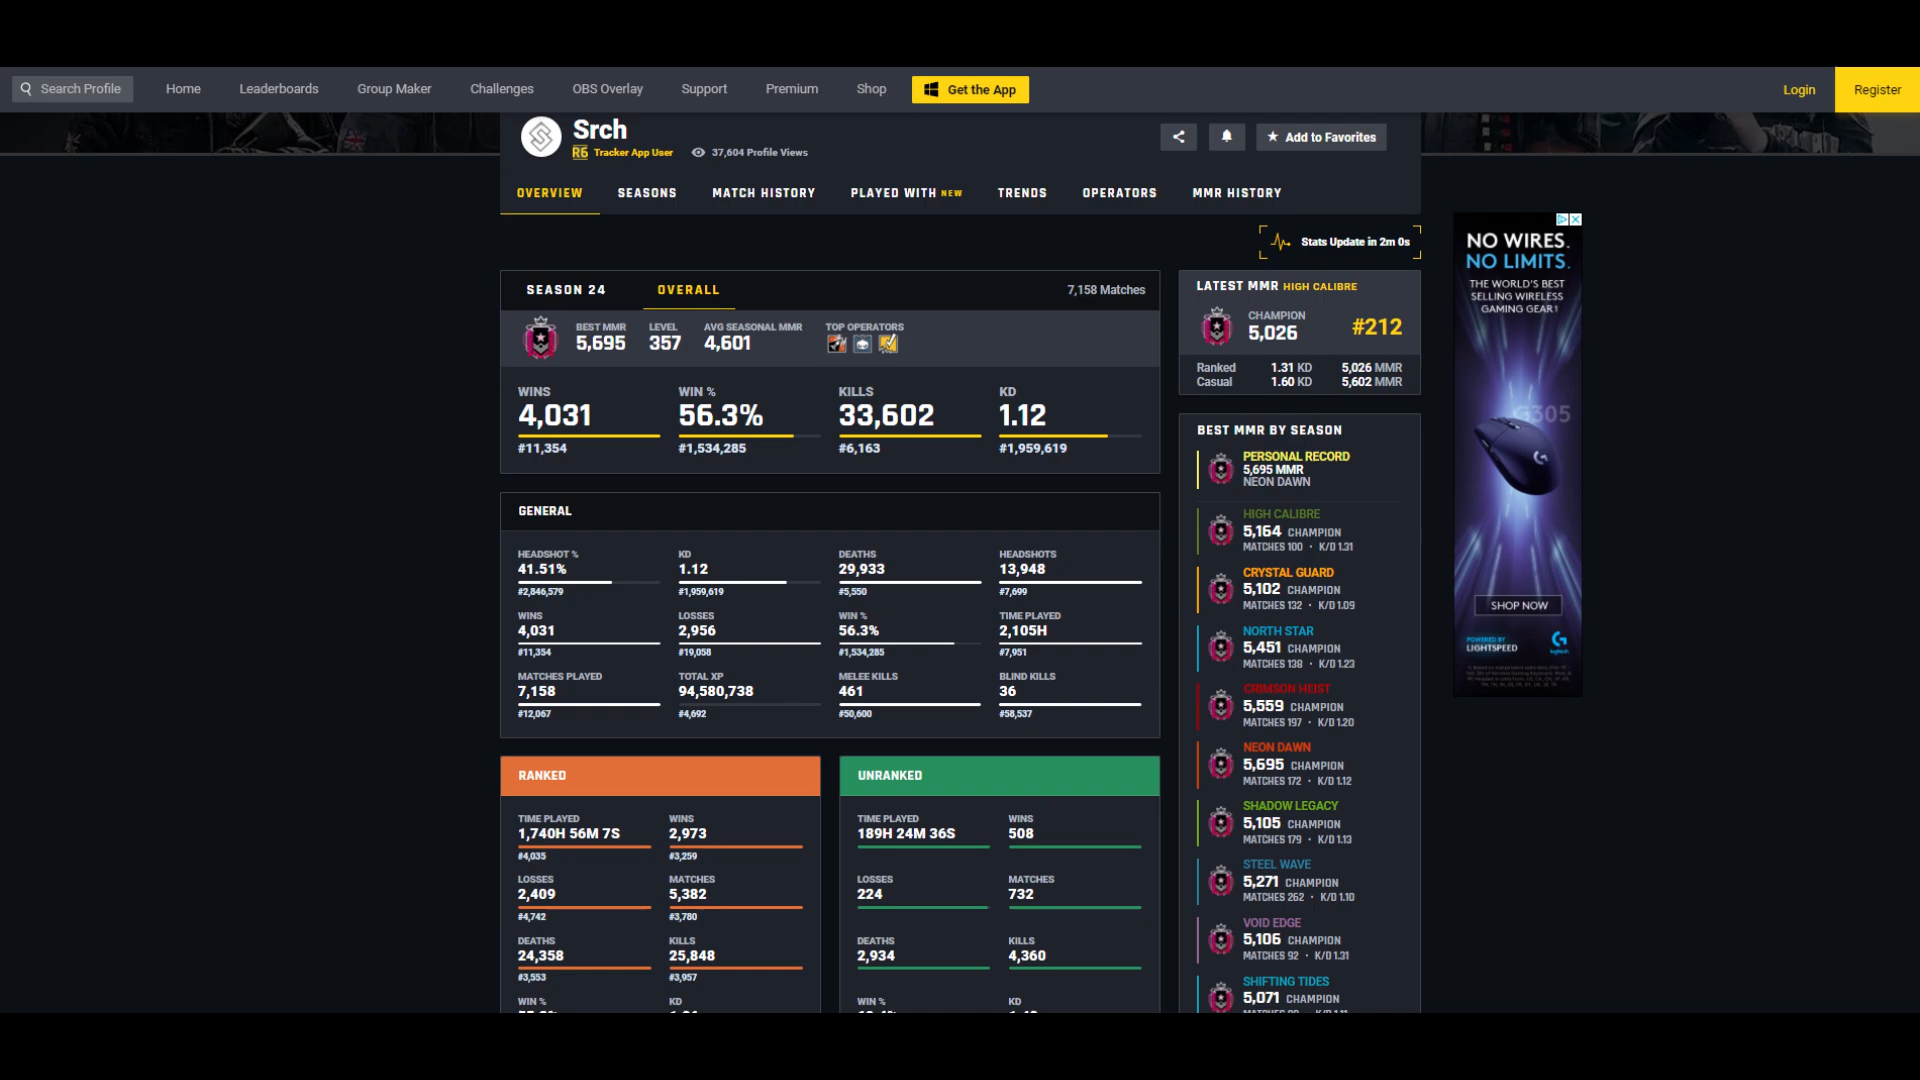 Search Profile
Home
Leaderboards
Group Maker
Challenges
OBS Overlay
Support
Premium
Shop
Get the App
Login
Register
Srch
R6 Tracker App User
37,604 Profile Views
Add to Favorites
OVERVIEW
SEASONS
MATCH HISTORY
PLAYED WITH NEW
TRENDS
OPERATORS
MMR HISTORY
Stats Update in 2m 0s
SEASON 24
OVERALL
7,158 Matches
BEST MMR
5,695
LEVEL
357
AVG SEASONAL MMR
4,601
TOP OPERATORS
WINS
4,031
#11,354
WIN %
56.3%
#1,534,285
KILLS
33,602
#6,163
KD
1.12
#1,959,619
GENERAL
HEADSHOT %
41.51%
#2,846,579
KD
1.12
#1,959,619
DEATHS
29,933
#5,550
HEADSHOTS
13,948
#7,699
WINS
4,031
#11,354
LOSSES
2,956
#19,058
WIN %
56.3%
#1,534,285
TIME PLAYED
2,105H
#7,951
MATCHES PLAYED
7,158
#12,067
TOTAL XP
94,580,738
#4,692
MELEE KILLS
461
#50,600
BLIND KILLS
36
#58,537
RANKED
TIME PLAYED
1,740H 56M 7S
#4,035
WINS
2,973
#3,259
LOSSES
2,409
#4,742
MATCHES
5,382
#3,780
DEATHS
24,358
#3,553
KILLS
25,848
#3,957
WIN %
KD
UNRANKED
TIME PLAYED
189H 24M 36S
WINS
508
LOSSES
224
MATCHES
732
DEATHS
2,934
KILLS
4,360
WIN %
KD
LATEST MMR HIGH CALIBRE
CHAMPION
5,026
#212
Ranked 1.31 KD 5,026 MMR
Casual 1.60 KD 5,602 MMR
BEST MMR BY SEASON
PERSONAL RECORD
5,695 MMR
NEON DAWN
HIGH CALIBRE
5,164 CHAMPION
MATCHES 100 · K/D 1.31
CRYSTAL GUARD
5,102 CHAMPION
MATCHES 132 · K/D 1.09
NORTH STAR
5,451 CHAMPION
MATCHES 138 · K/D 1.23
CRIMSON HEIST
5,559 CHAMPION
MATCHES 197 · K/D 1.20
NEON DAWN
5,695 CHAMPION
MATCHES 172 · K/D 1.12
SHADOW LEGACY
5,105 CHAMPION
MATCHES 179 · K/D 1.13
STEEL WAVE
5,271 CHAMPION
MATCHES 262 · K/D 1.10
VOID EDGE
5,106 CHAMPION
MATCHES 92 · K/D 1.31
SHIFTING TIDES
5,071 CHAMPION
NO WIRES.
NO LIMITS.
THE WORLD'S BEST
SELLING WIRELESS
GAMING GEAR!
G305
SHOP NOW
POWERED BY
LIGHTSPEED
logitech